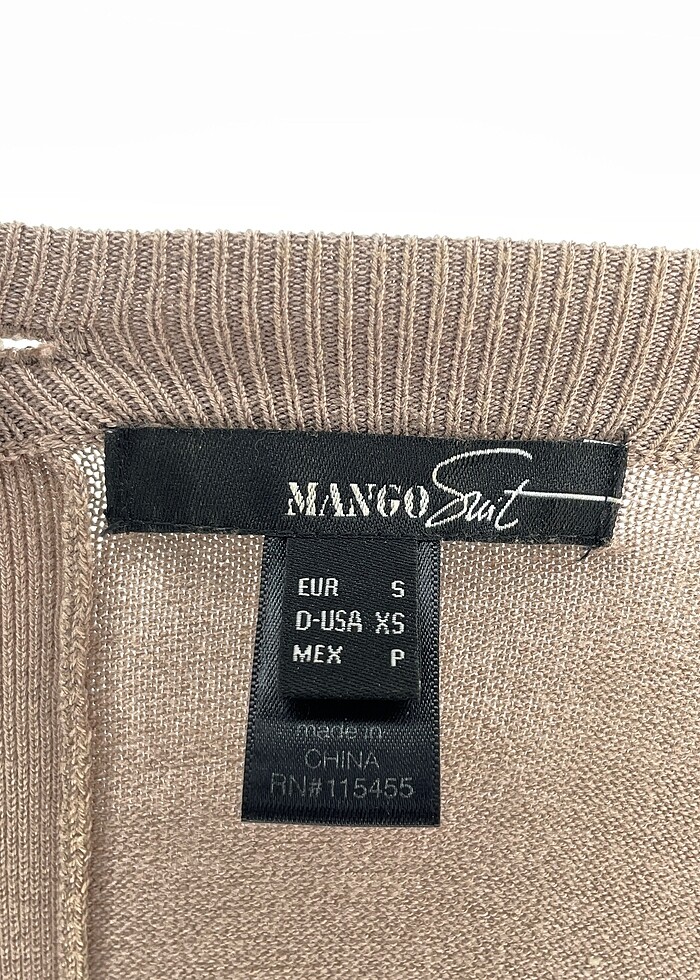 MANGO Suit
EUR S
D-USA XS
MEX P
made in
CHINA
RN#115455